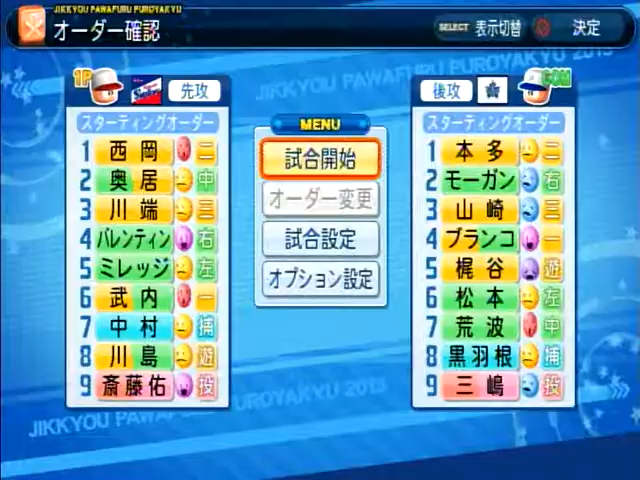 JIKKYOU PAWAFURU PUROYAKYU
オーダー確認
SELECT 表示切替 決定
JIKKYOU PAWAFURU PUROYAKYU 2013
1P 先攻
スターティングオーダー
1 西岡 二
2 奥居 中
3 川端 三
4 バレンティン 右
5 ミレッジ 左
6 武内 一
7 中村 捕
8 川島 遊
9 斎藤佑 投
MENU
試合開始
オーダー変更
試合設定
オプション設定
後攻 COM
スターティングオーダー
1 本多 二
2 モーガン 右
3 山崎 三
4 ブランコ 一
5 梶谷 遊
6 松本 左
7 荒波 中
8 黒羽根 捕
9 三嶋 投
JIKKYOU PAWAFURU PUROYAKYU 2013